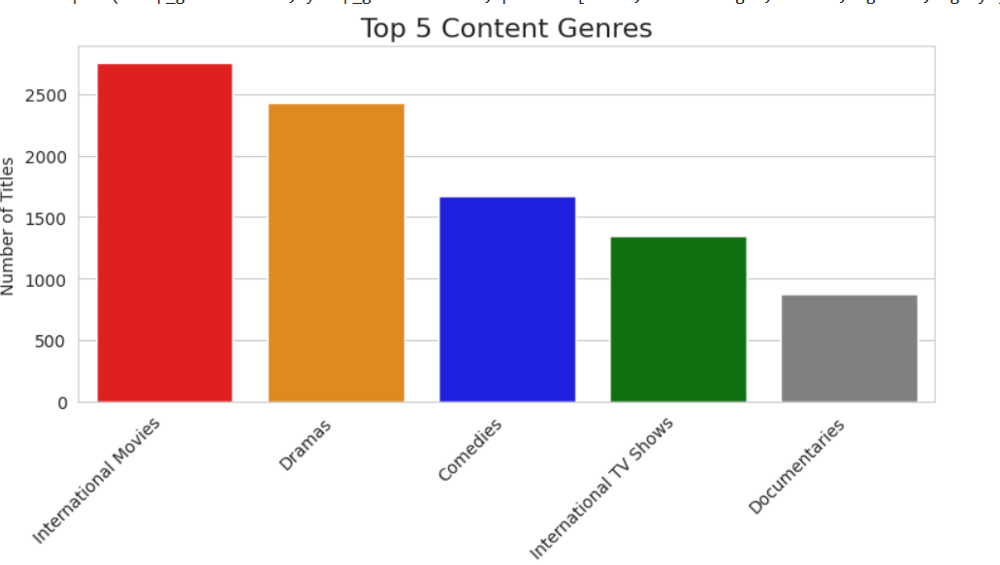 Top 5 Content Genres
Number of Titles
2500
2000
1500
1000
500
0
International Movies
Dramas
Comedies
International TV Shows
Documentaries